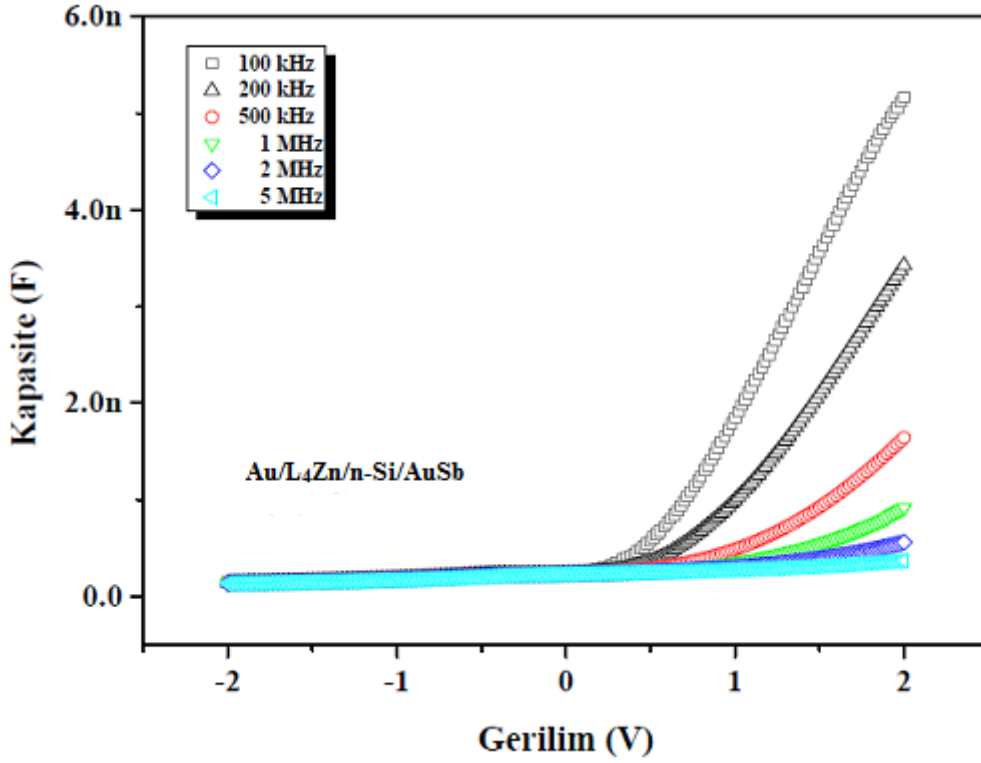 6.0n
100 kHz
200 kHz
500 kHz
1 MHz
2 MHz
5 MHz
4.0n
Kapasite (F)
2.0n
Au/L₄Zn/n-Si/AuSb
0.0
-2 -1 0 1 2
Gerilim (V)